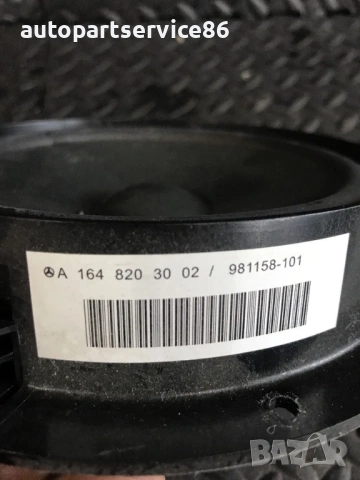 autopartservice86
A 164 820 30 02 / 981158-101
BAZAR